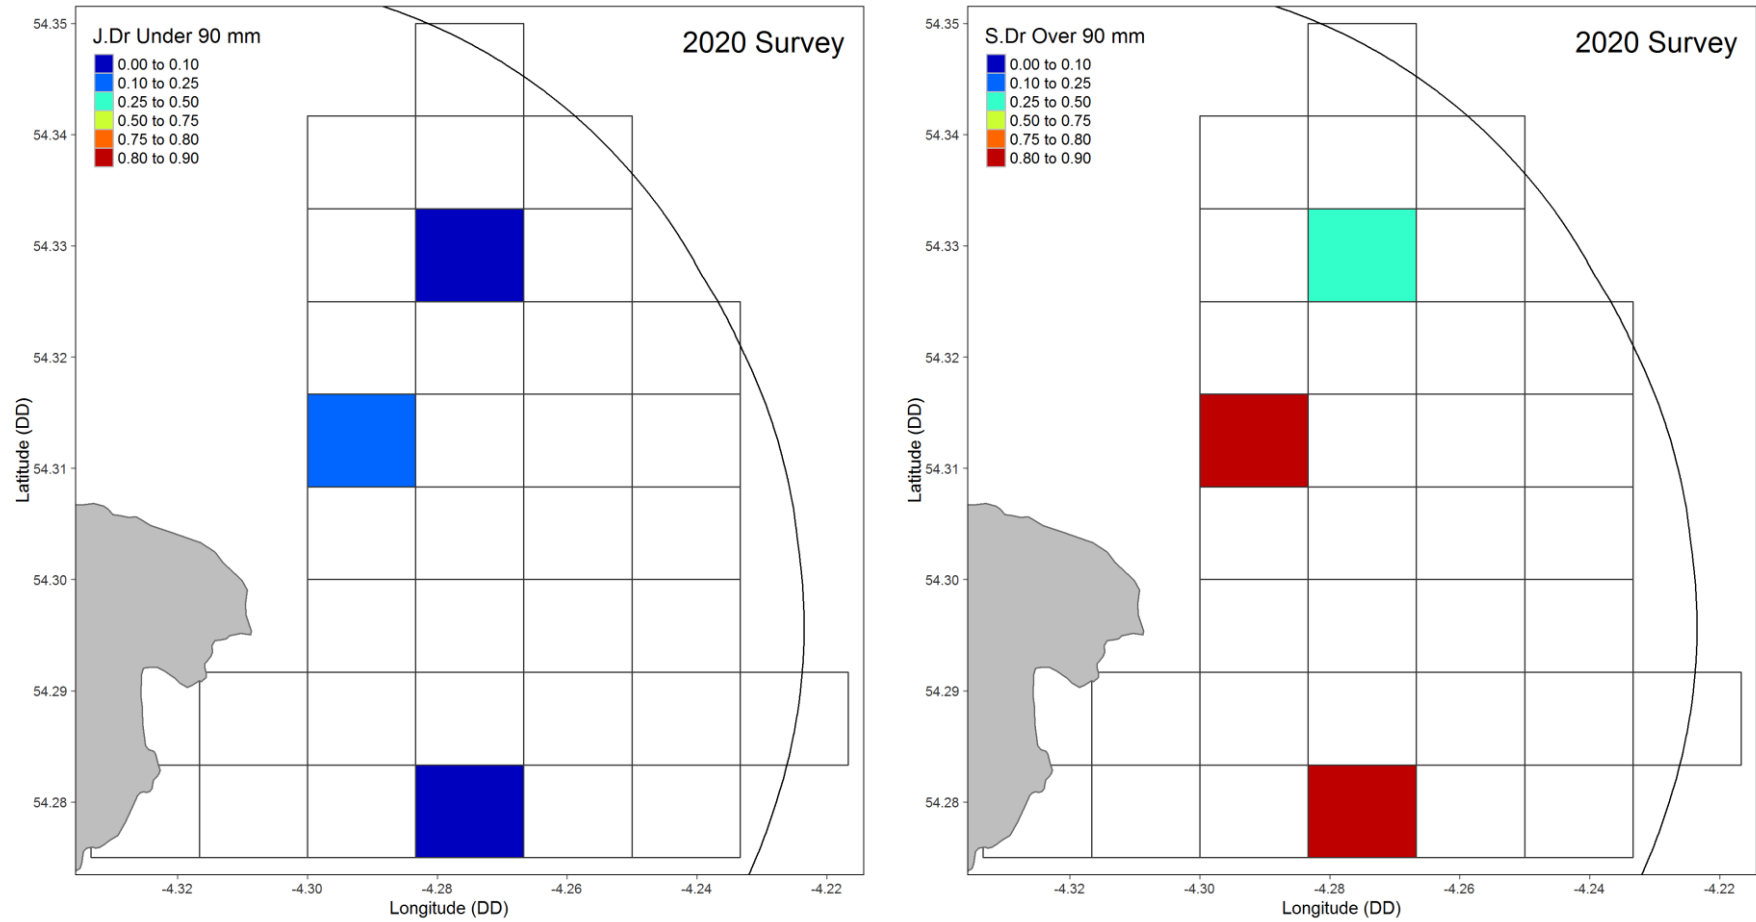 J.Dr Under 90 mm
2020 Survey
0.00 to 0.10
0.10 to 0.25
0.25 to 0.50
0.50 to 0.75
0.75 to 0.80
0.80 to 0.90
54.35
54.34
54.33
54.32
54.31
54.30
54.29
54.28
Latitude (DD)
-4.32
-4.30
-4.28
-4.26
-4.24
-4.22
Longitude (DD)
S.Dr Over 90 mm
2020 Survey
0.00 to 0.10
0.10 to 0.25
0.25 to 0.50
0.50 to 0.75
0.75 to 0.80
0.80 to 0.90
54.35
54.34
54.33
54.32
54.31
54.30
54.29
54.28
Latitude (DD)
-4.32
-4.30
-4.28
-4.26
-4.24
-4.22
Longitude (DD)